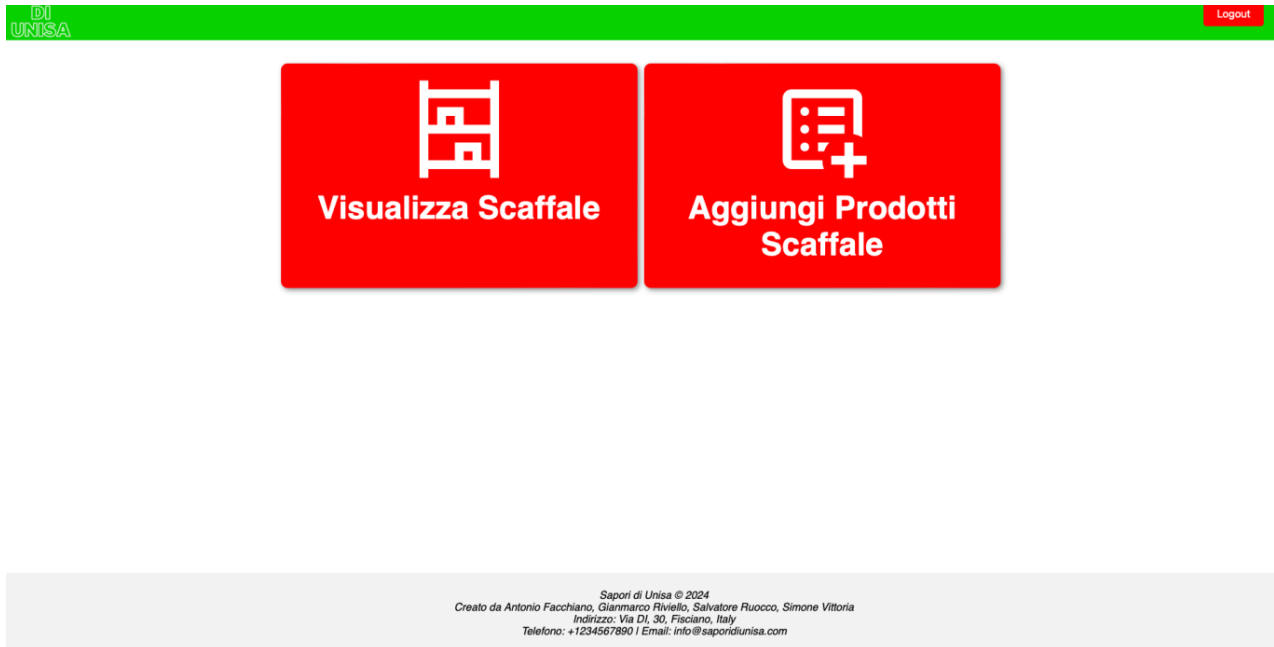 DI
UNISA
Logout
Visualizza Scaffale
Aggiungi Prodotti
Scaffale
Sapori di Unisa © 2024
Creato da Antonio Facchiano, Gianmarco Riviello, Salvatore Ruocco, Simone Vittoria
Indirizzo: Via DI, 30, Fisciano, Italy
Telefono: +1234567890 | Email: info@saporidiunisa.com